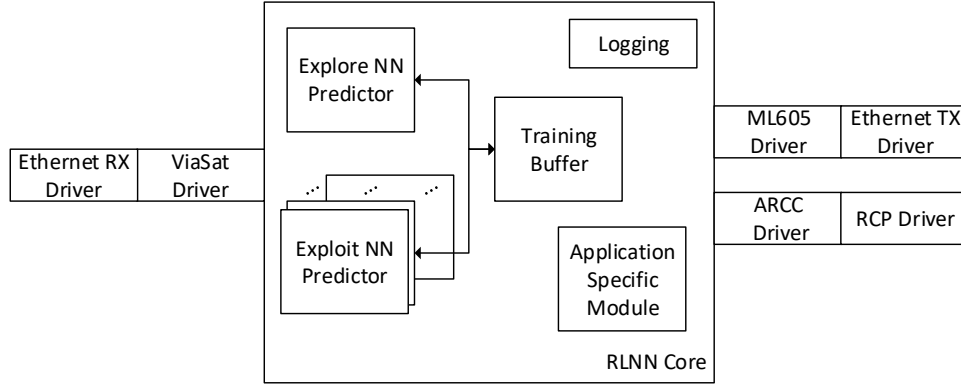 Logging
Explore NN
Predictor
Training
Buffer
Ethernet RX
Driver
ViaSat
Driver
ML605
Driver
Ethernet TX
Driver
ARCC
Driver
RCP Driver
Exploit NN
Predictor
Application
Specific
Module
RLNN Core